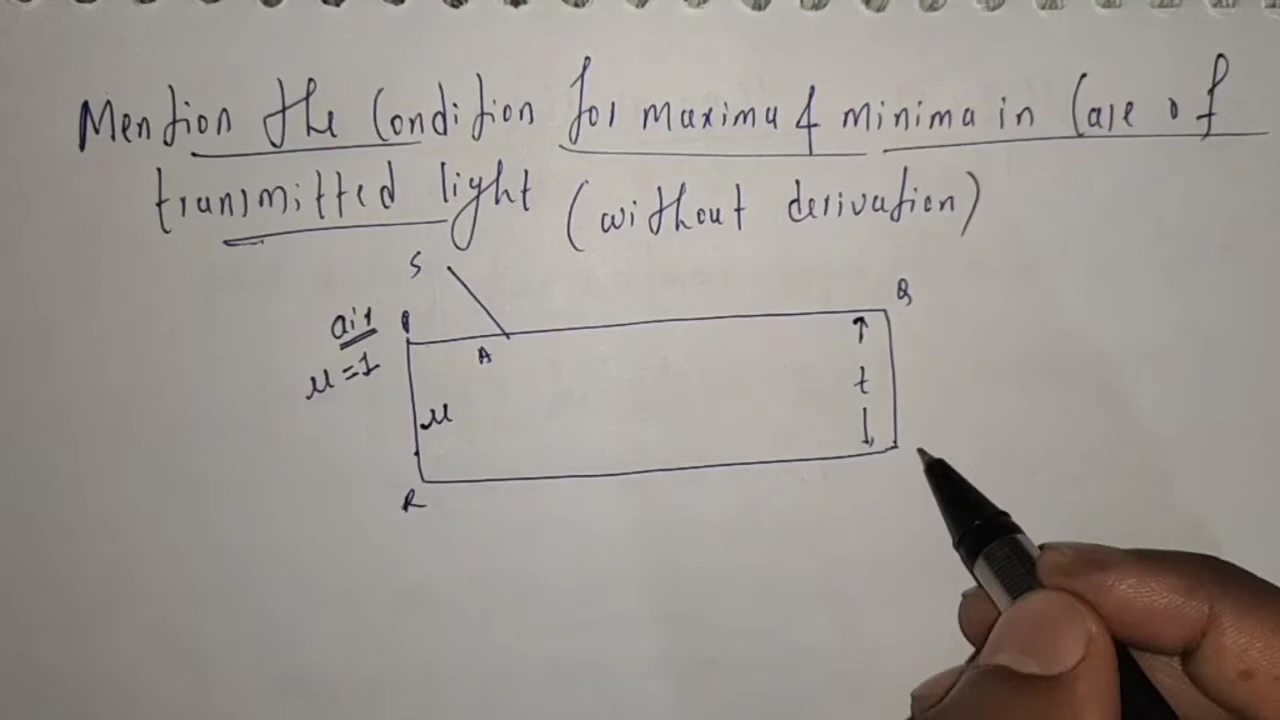 Mention the Condition for maxima & minima in Case of
transmitted light (without derivation)
S
Q
air
P
μ=1
A
t
μ
R